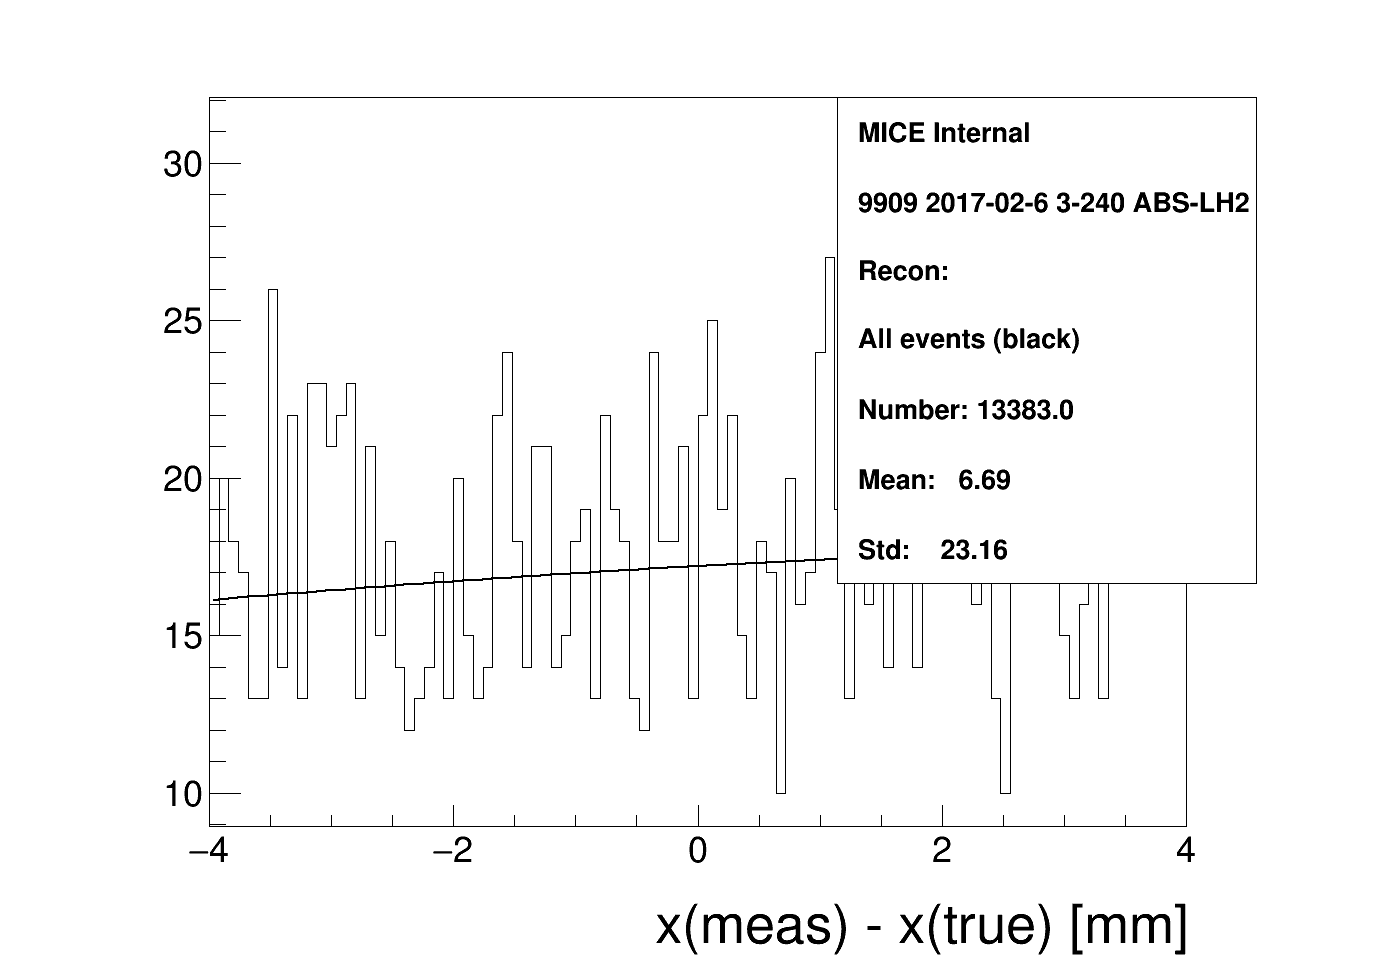 MICE Internal
9909 2017-02-6 3-240 ABS-LH2
Recon:
All events (black)
Number: 13383.0
Mean: 6.69
Std: 23.16
30
25
20
15
10
−4 −2 0 2 4
x(meas) - x(true) [mm]